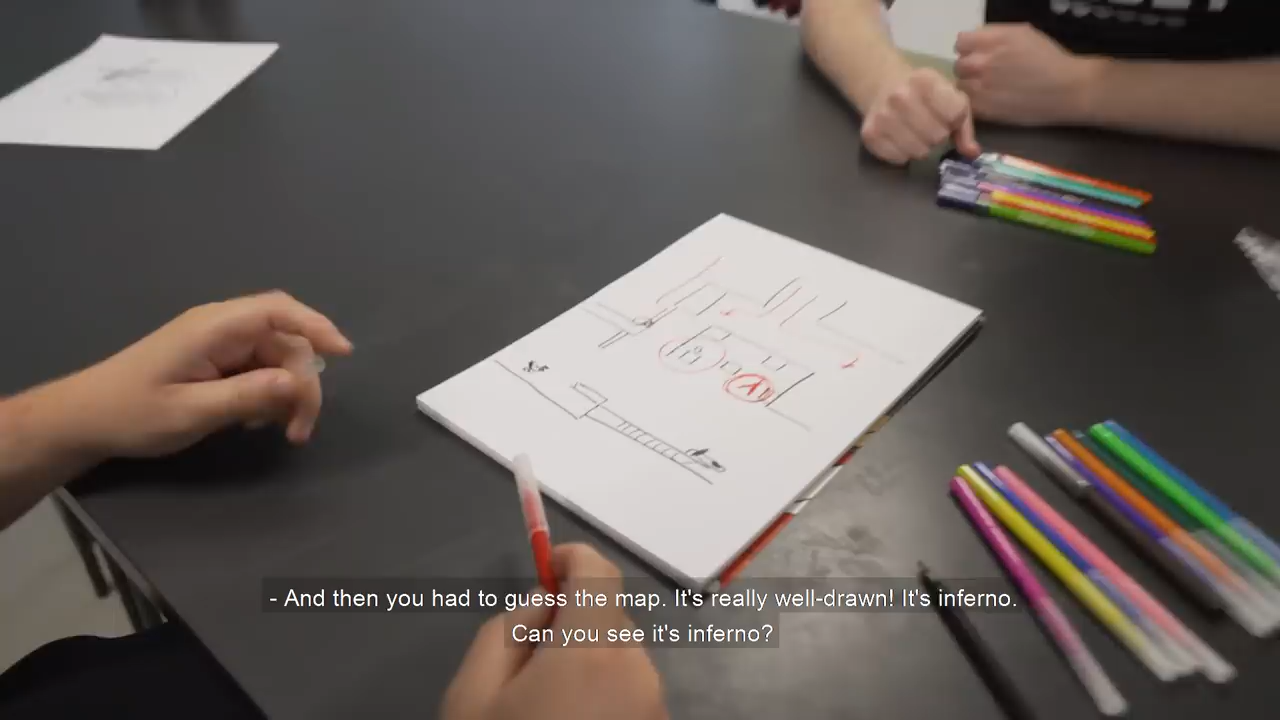 - And then you had to guess the map. It's really well-drawn! It's inferno.
Can you see it's inferno?